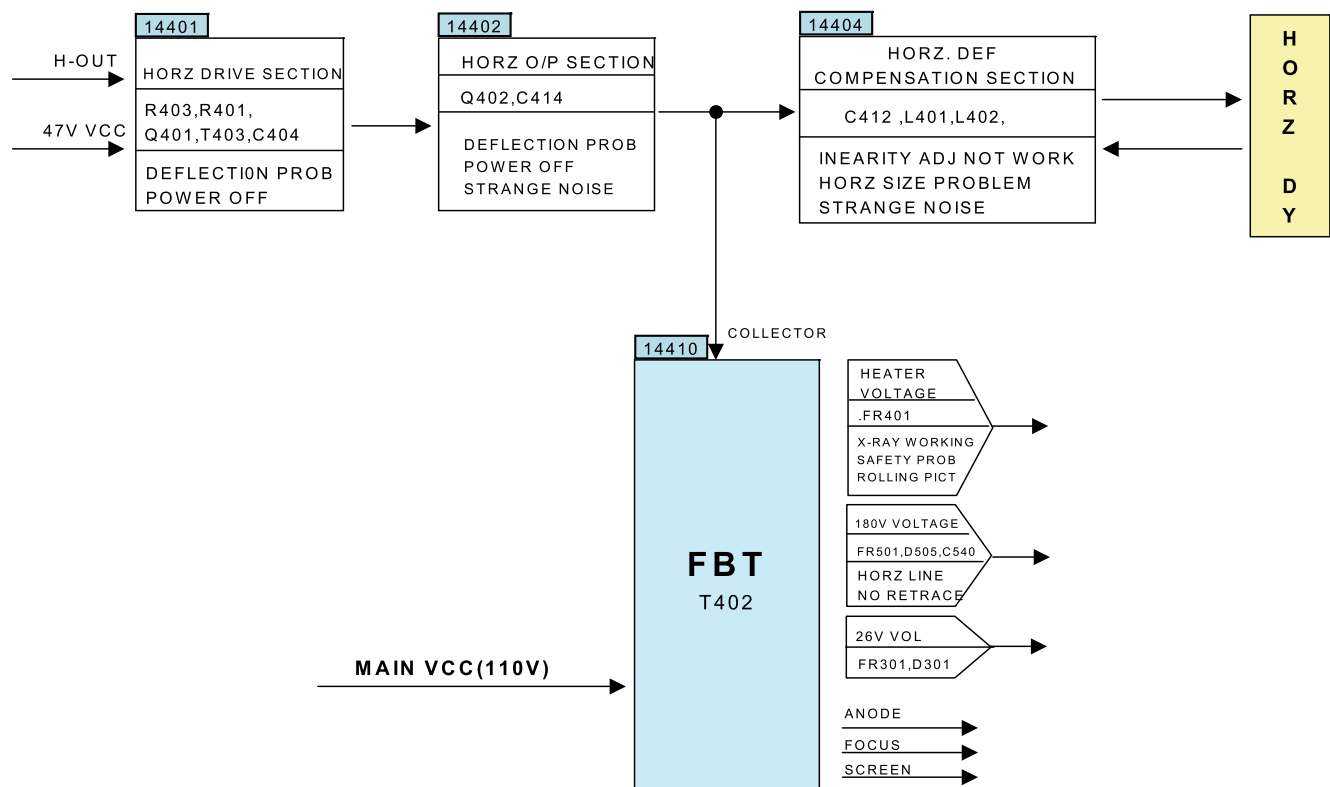 14401
H-OUT
47V VCC
HORZ DRIVE SECTION
R403,R401,
Q401,T403,C404
DEFLECTI0N PROB
POWER OFF
14402
HORZ O/P SECTION
Q402,C414
DEFLECTION PROB
POWER OFF
STRANGE NOISE
14404
HORZ. DEF
COMPENSATION SECTION
C412 ,L401,L402,
INEARITY ADJ NOT WORK
HORZ SIZE PROBLEM
STRANGE NOISE
H
O
R
Z
D
Y
COLLECTOR
14410
FBT
T402
MAIN VCC(110V)
HEATER
VOLTAGE
.FR401
X-RAY WORKING
SAFETY PROB
ROLLING PICT
180V VOLTAGE
FR501,D505,C540
HORZ LINE
NO RETRACE
26V VOL
FR301,D301
ANODE
FOCUS
SCREEN